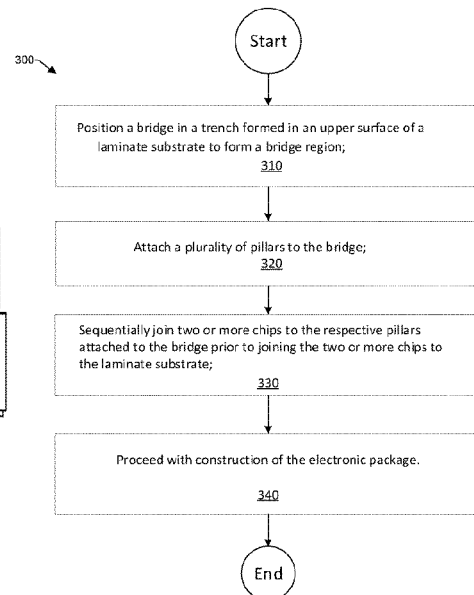 Start
300
Position a bridge in a trench formed in an upper surface of a
laminate substrate to form a bridge region;
310
Attach a plurality of pillars to the bridge;
320
Sequentially join two or more chips to the respective pillars
attached to the bridge prior to joining the two or more chips to
the laminate substrate;
330
Proceed with construction of the electronic package.
340
End